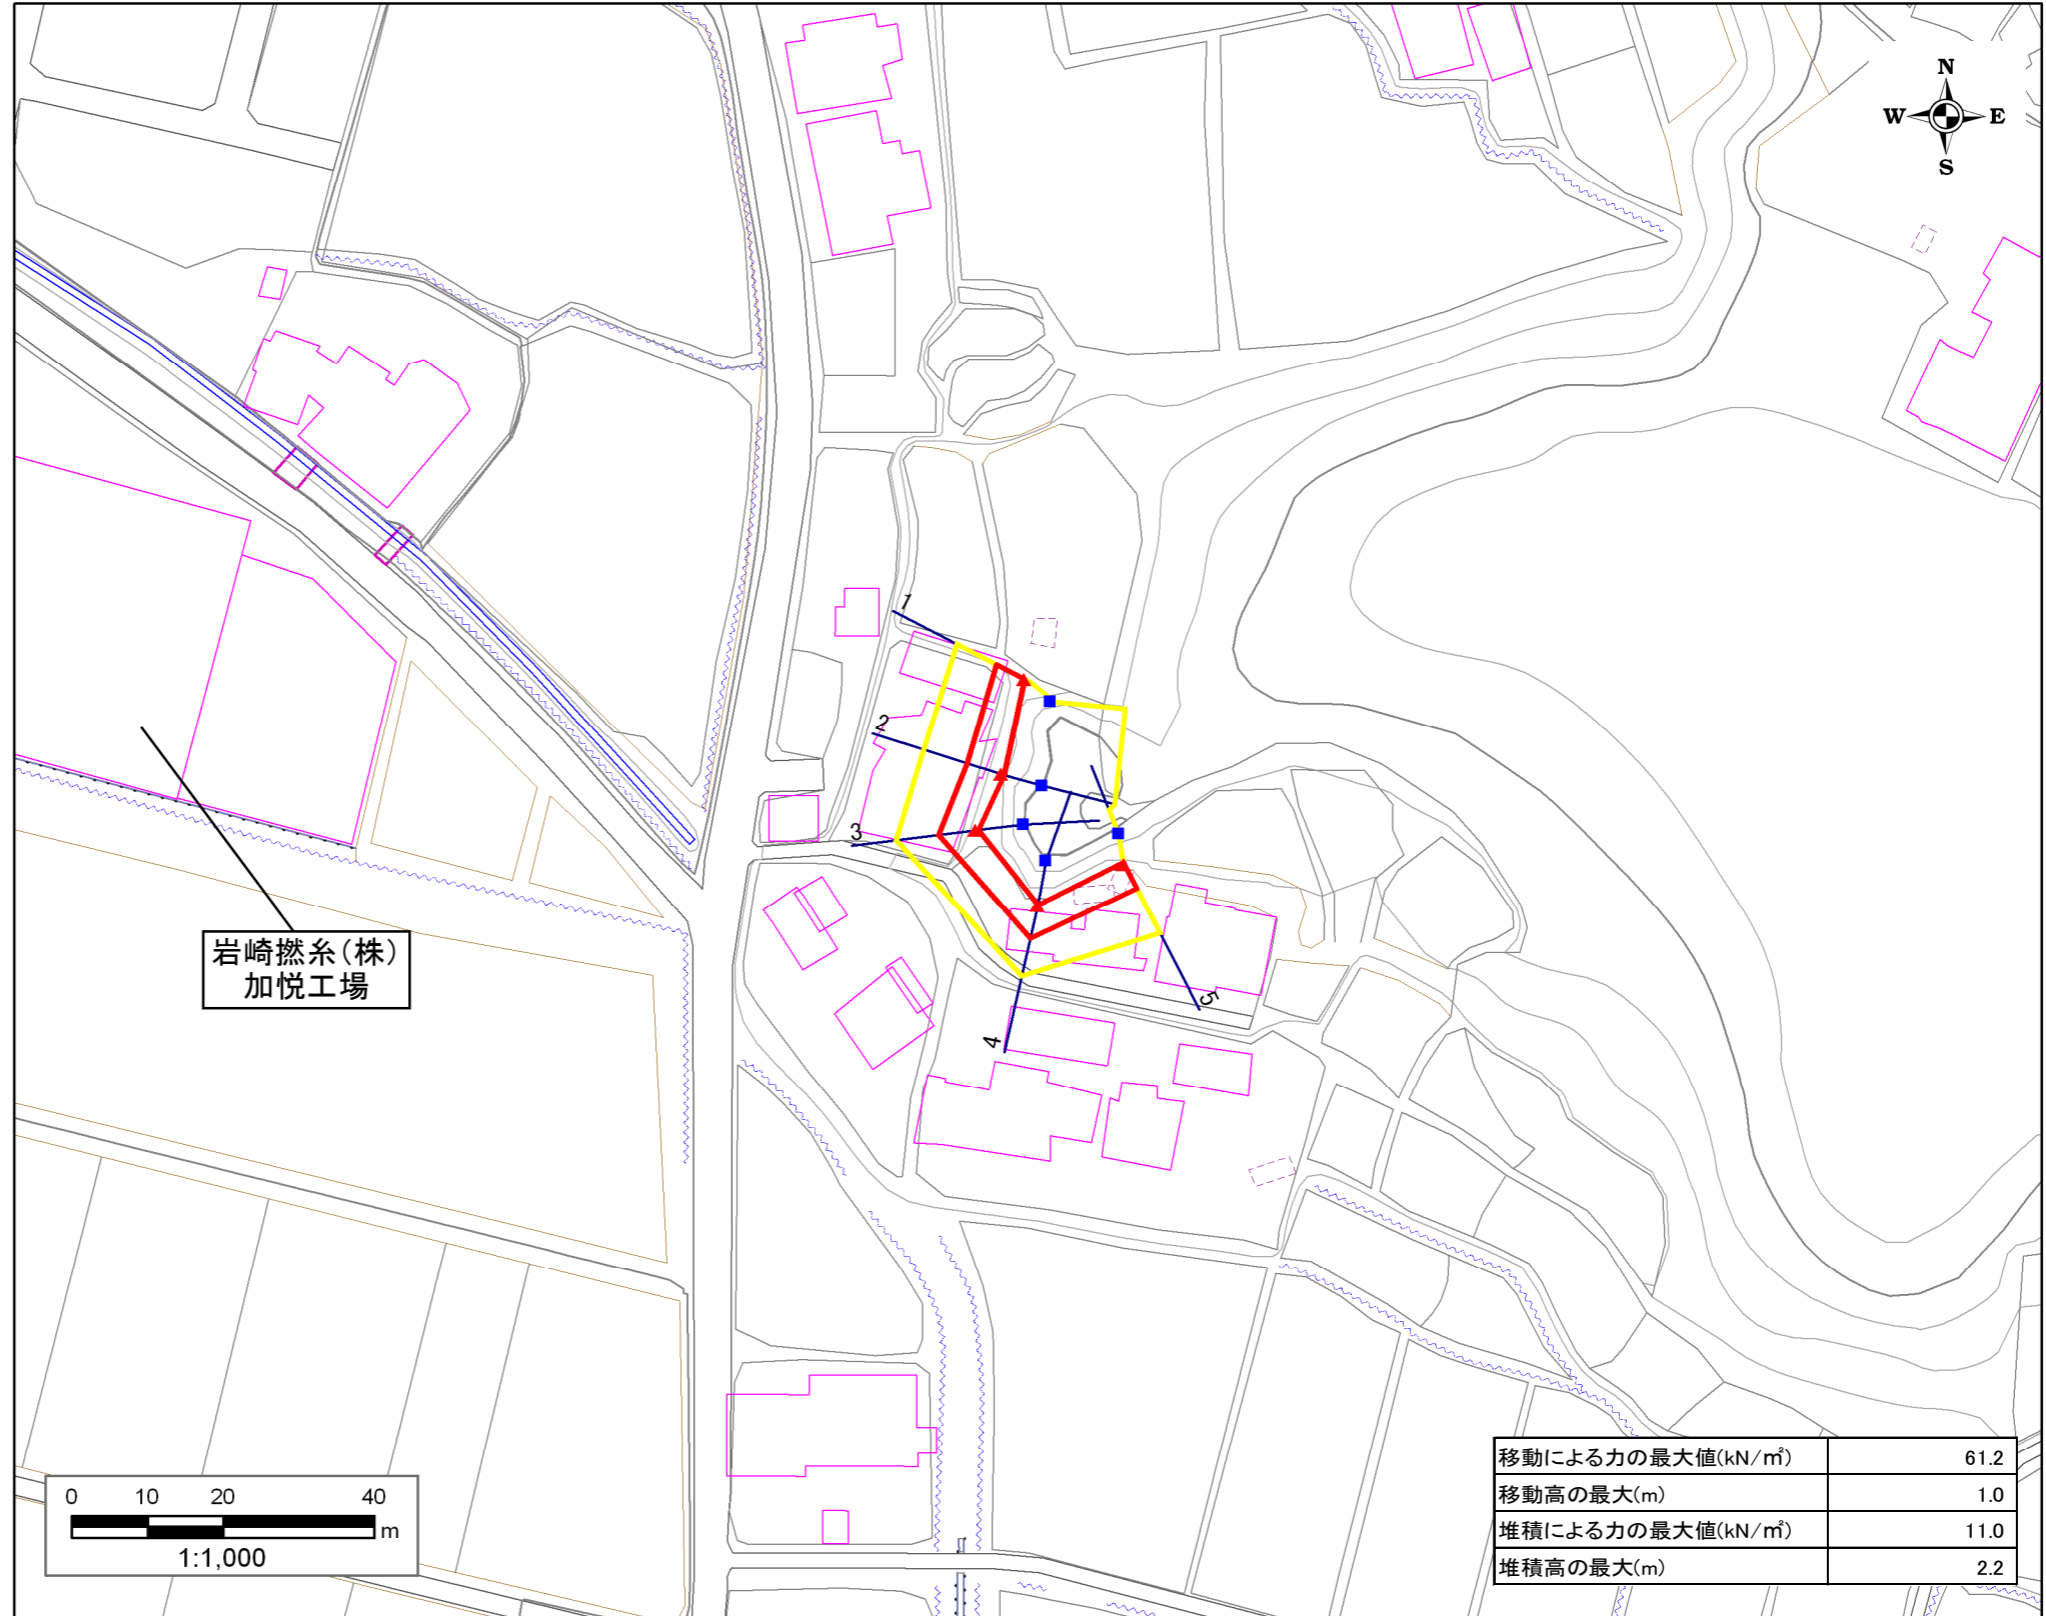 N
W E
S
1
2
3
4
5
岩崎撚糸(株)
加悦工場
0 10 20 40
m
1:1,000
移動による力の最大値(kN/㎡) 61.2
移動高の最大(m) 1.0
堆積による力の最大値(kN/㎡) 11.0
堆積高の最大(m) 2.2